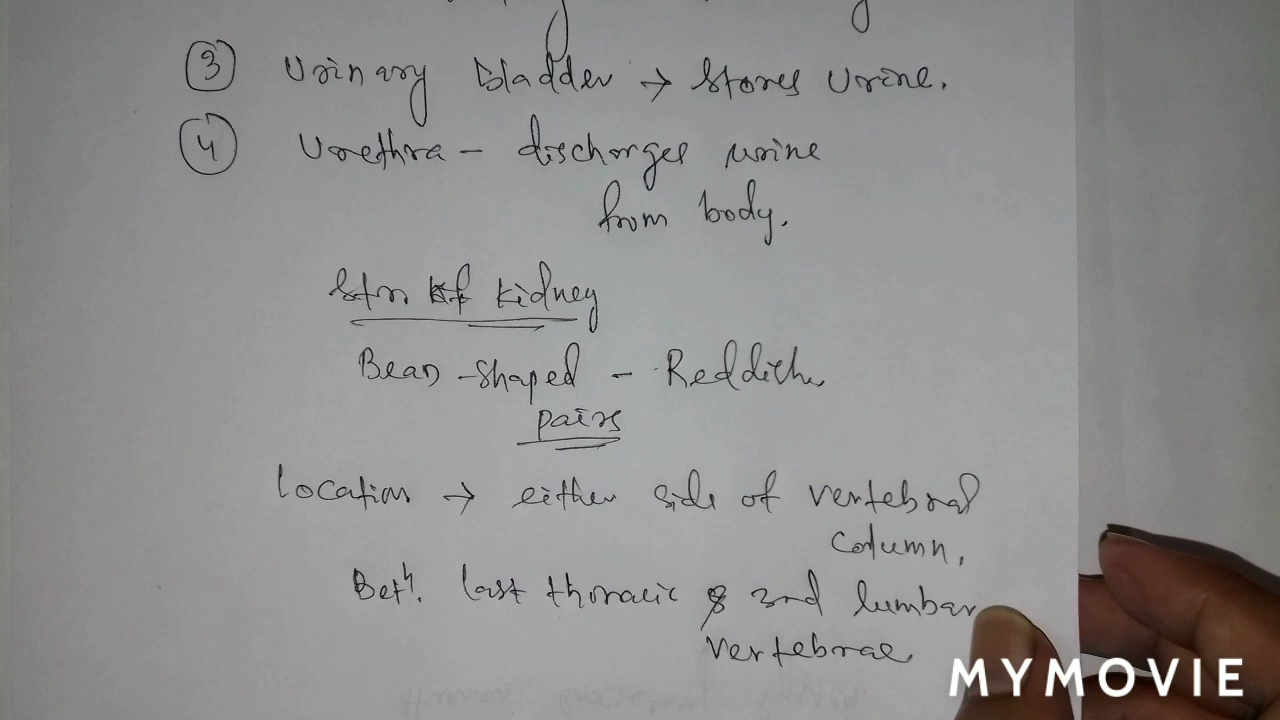 ③ Urinary Bladder → Stores Urine.
④ Urethra – discharges urine
from body.
Str. of kidney
Bean-shaped – Reddish
pairs
Location → either side of vertebral
column,
Betn. last thoracic & 3rd lumbar
vertebrae
MYMOVIE